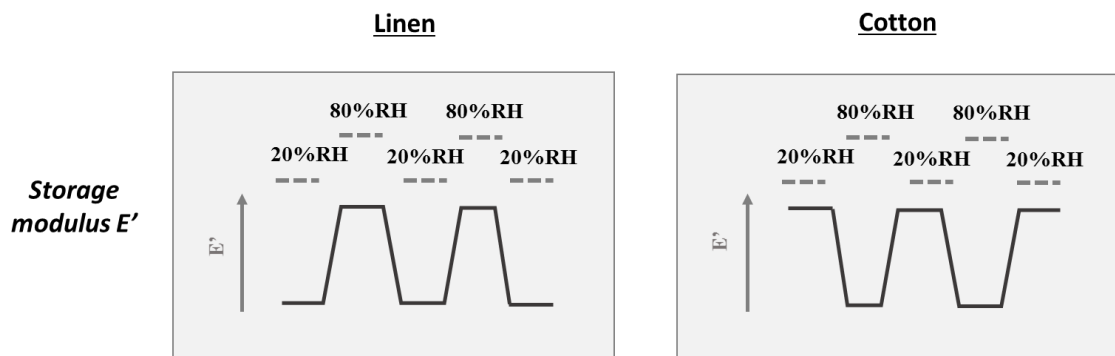 Linen
Cotton
Storage
modulus E’
80%RH 80%RH
20%RH 20%RH 20%RH
E’
80%RH 80%RH
20%RH 20%RH 20%RH
E’